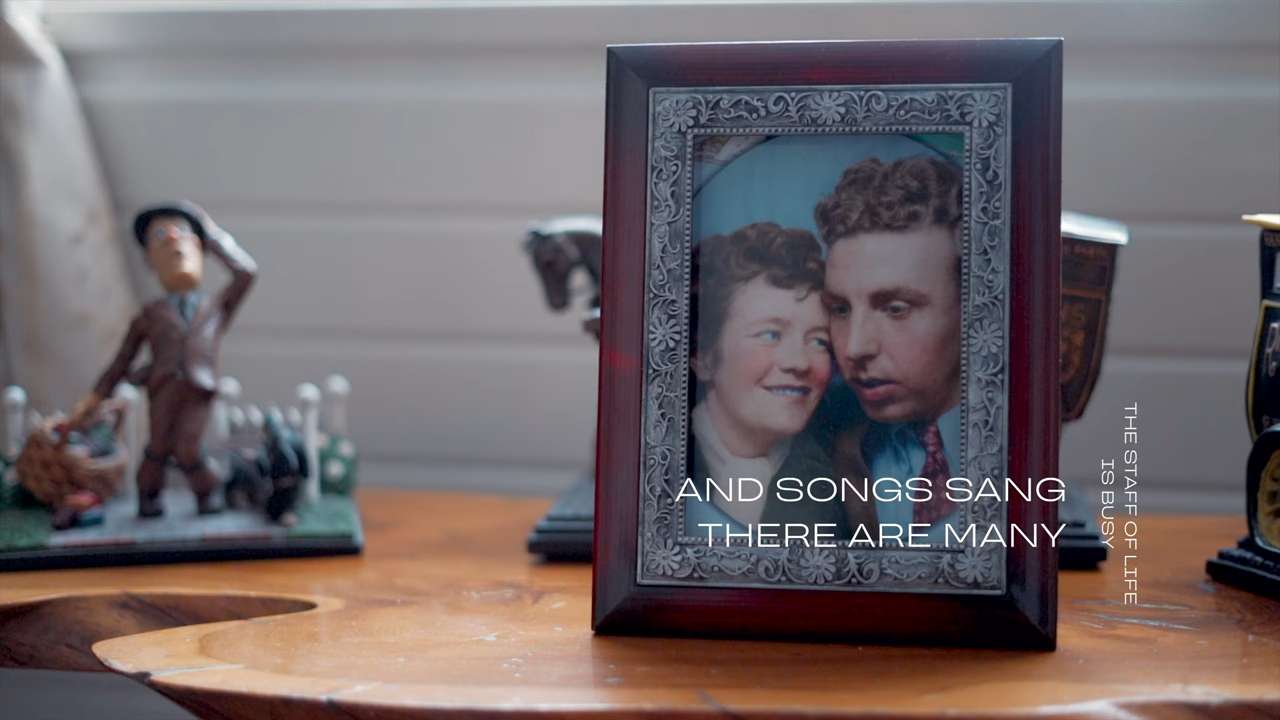 AND SONGS SANG
THERE ARE MANY
THE STAFF OF LIFE
IS BUSY